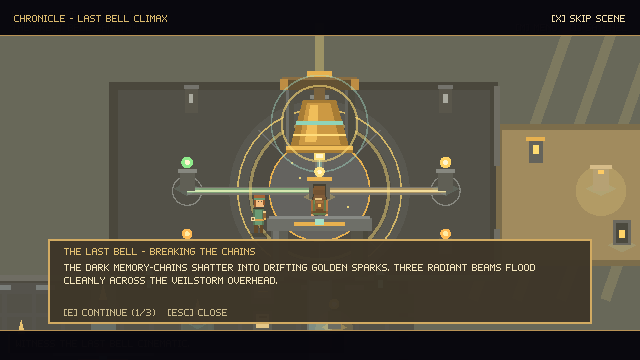 CHRONICLE - LAST BELL CLIMAX
[X] SKIP SCENE
THE LAST BELL - BREAKING THE CHAINS
THE DARK MEMORY-CHAINS SHATTER INTO DRIFTING GOLDEN SPARKS. THREE RADIANT BEAMS FLOOD
CLEANLY ACROSS THE VEILSTORM OVERHEAD.
[E] CONTINUE (1/3) [ESC] CLOSE